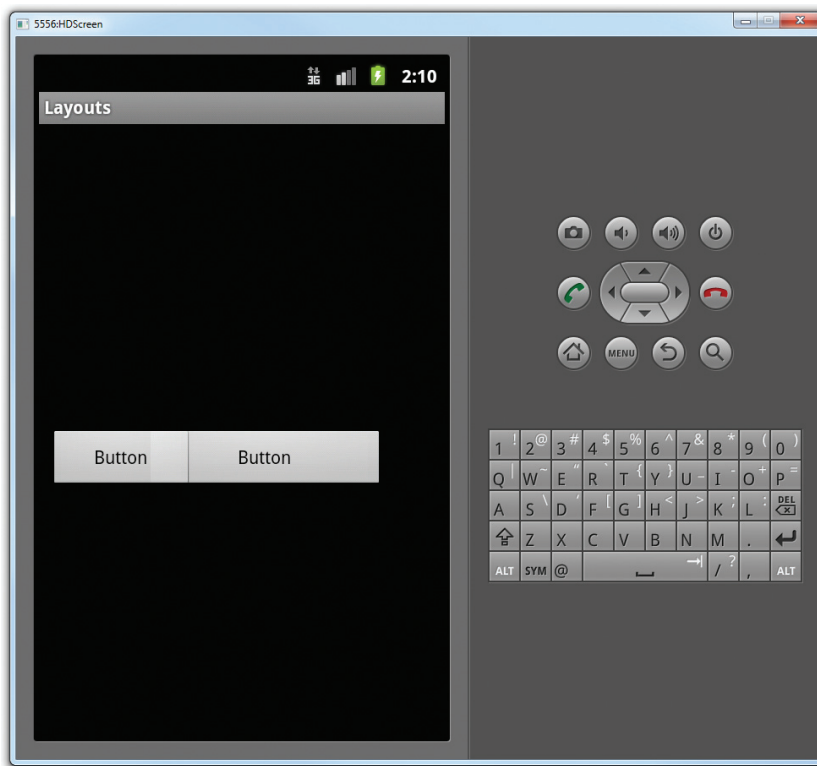 5556:HDScreen
3G 2:10
Layouts
MENU
Button Button
1 ! 2 @ 3 # 4 $ 5 % 6 ^ 7 & 8 * 9 ( 0 )
Q | W ~ E " R ` T { Y } U _ I - O + P =
A S \ D ' F [ G ] H < J > K ; L : DEL
Z X C V B N M .
ALT SYM @ / ? , ALT